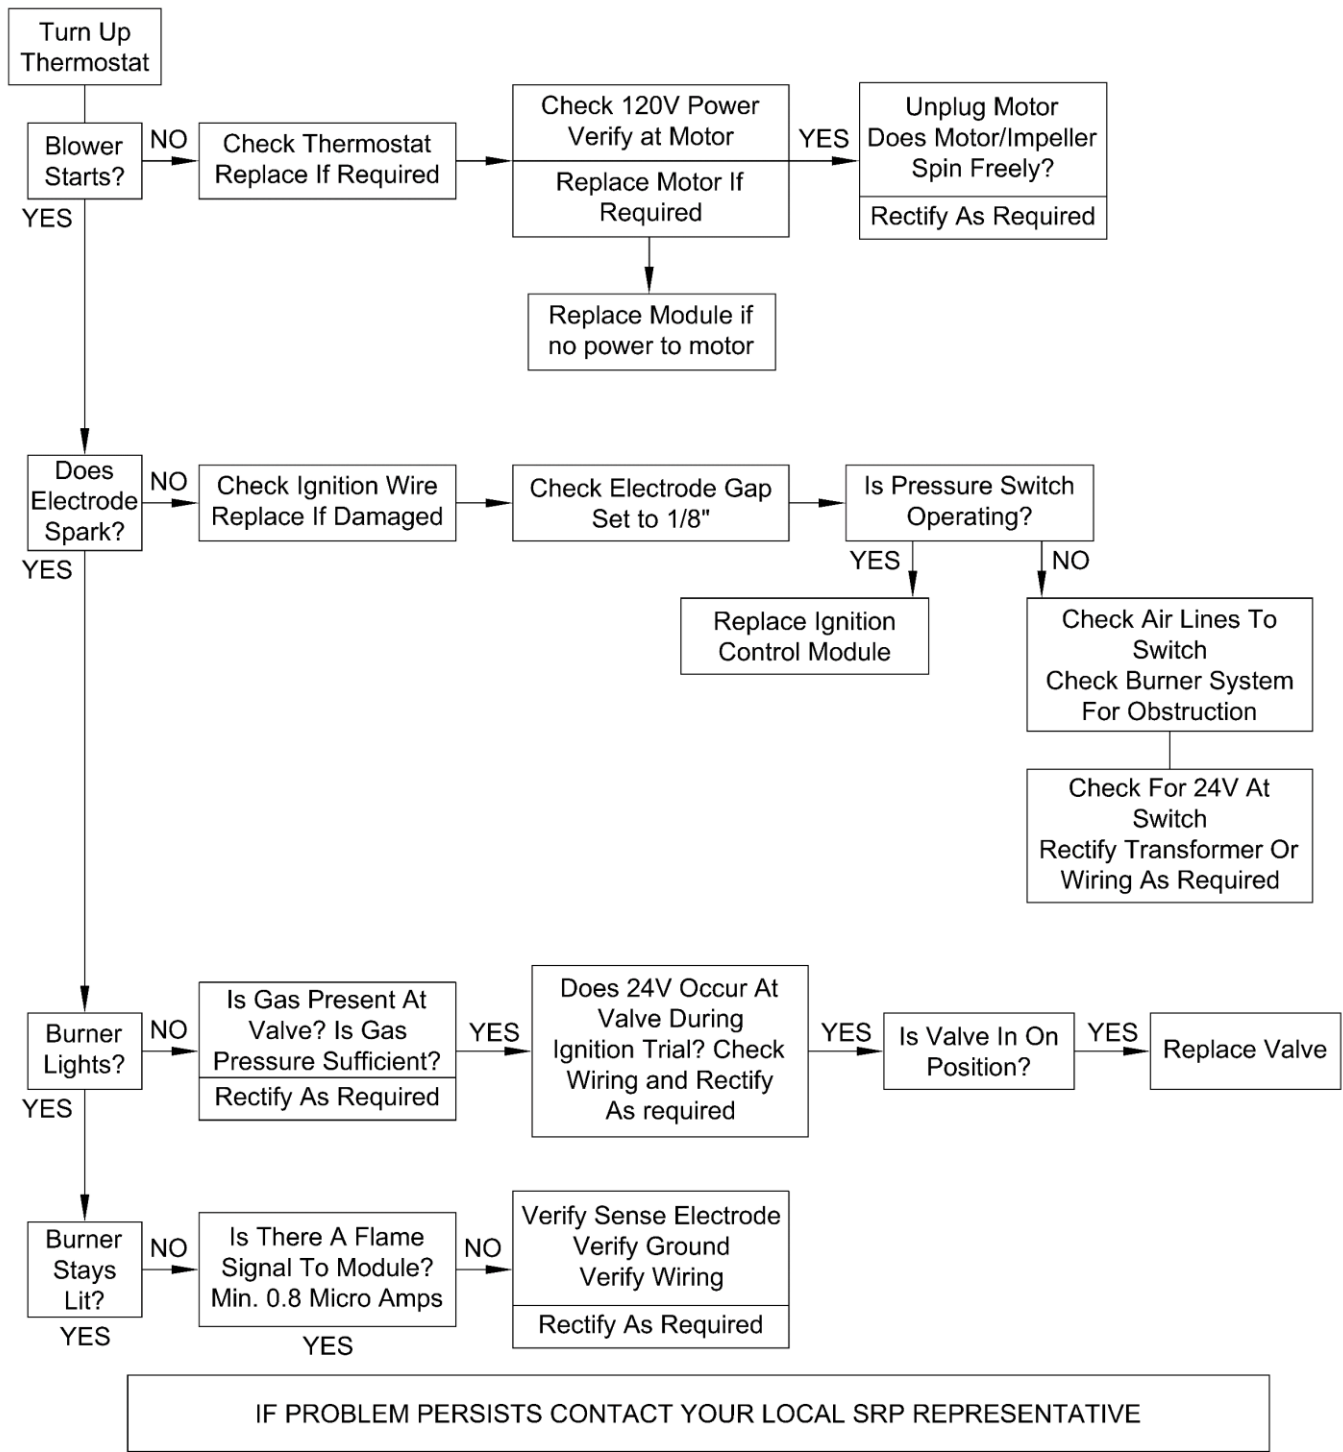 Turn Up
Thermostat
Blower
Starts?
NO
YES
Check Thermostat
Replace If Required
Check 120V Power
Verify at Motor
Replace Motor If
Required
YES
Unplug Motor
Does Motor/Impeller
Spin Freely?
Rectify As Required
Replace Module if
no power to motor
Does
Electrode
Spark?
NO
YES
Check Ignition Wire
Replace If Damaged
Check Electrode Gap
Set to 1/8"
Is Pressure Switch
Operating?
YES
NO
Replace Ignition
Control Module
Check Air Lines To
Switch
Check Burner System
For Obstruction
Check For 24V At
Switch
Rectify Transformer Or
Wiring As Required
Burner
Lights?
NO
YES
Is Gas Present At
Valve? Is Gas
Pressure Sufficient?
Rectify As Required
YES
Does 24V Occur At
Valve During
Ignition Trial? Check
Wiring and Rectify
As required
YES
Is Valve In On
Position?
YES
Replace Valve
Burner
Stays
Lit?
NO
YES
Is There A Flame
Signal To Module?
Min. 0.8 Micro Amps
NO
YES
Verify Sense Electrode
Verify Ground
Verify Wiring
Rectify As Required
IF PROBLEM PERSISTS CONTACT YOUR LOCAL SRP REPRESENTATIVE